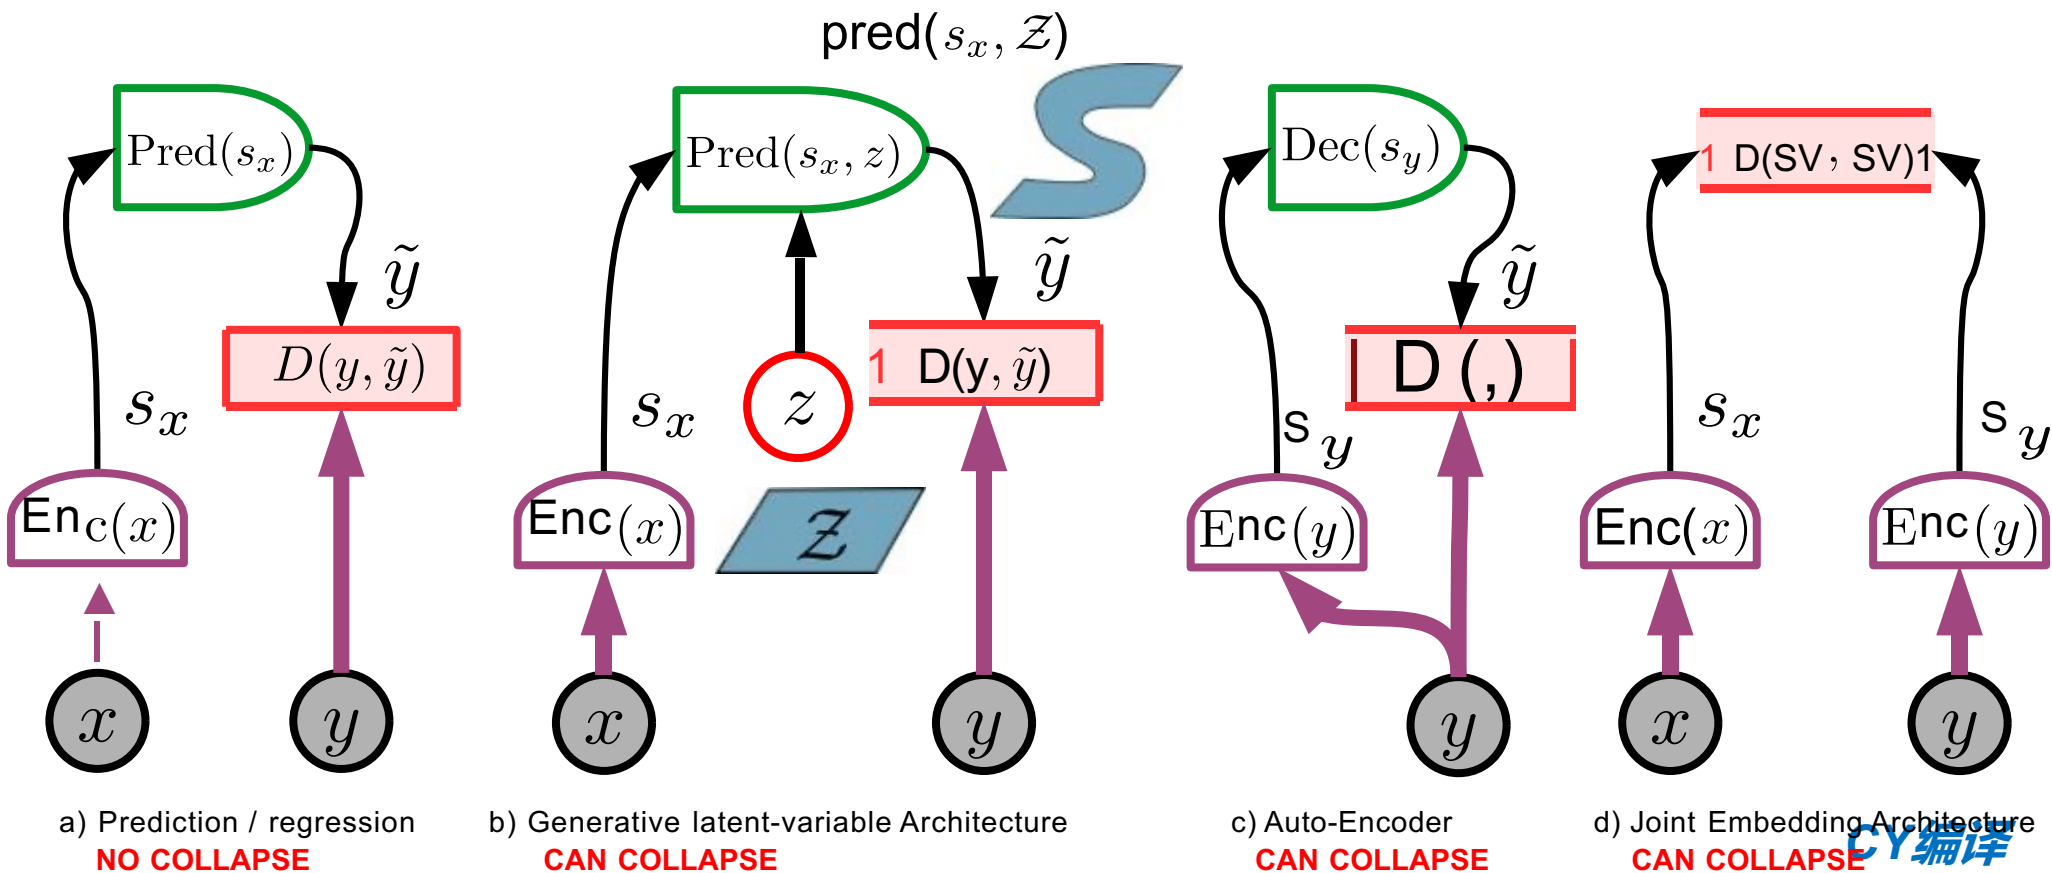 pred(s_x, Z)
Pred(s_x)
Pred(s_x, z)
Dec(s_y)
1 D(SV, SV)1
ỹ
ỹ
ỹ
D(y, ỹ)
1 D(y, ỹ)
D (,)
s_x
s_x
z
S_y
s_x
S_y
Enc(x)
Enc(x)
Z
Enc(y)
Enc(x)
Enc(y)
x
y
x
y
y
x
y
a) Prediction / regression
NO COLLAPSE
b) Generative latent-variable Architecture
CAN COLLAPSE
c) Auto-Encoder
CAN COLLAPSE
d) Joint Embedding Architecture
CAN COLLAPSE
CY编译